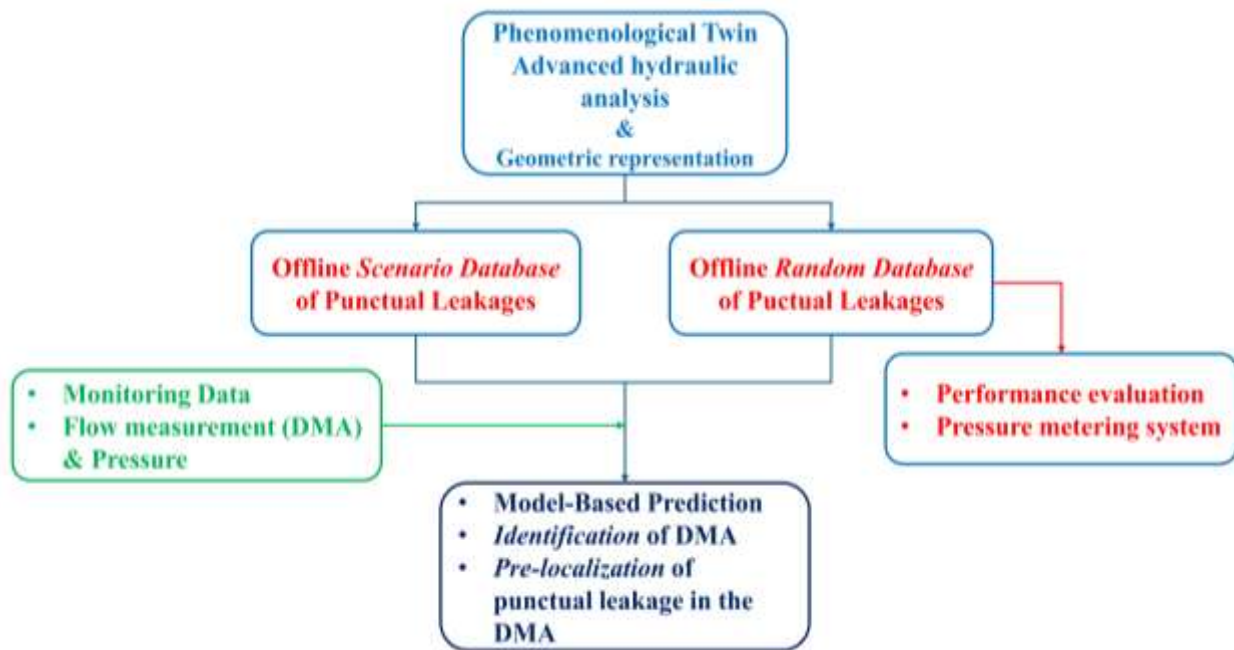 Phenomenological Twin
Advanced hydraulic
analysis
&
Geometric representation
Offline Scenario Database
of Punctual Leakages
Offline Random Database
of Puctual Leakages
• Monitoring Data
• Flow measurement (DMA)
& Pressure
• Performance evaluation
• Pressure metering system
• Model-Based Prediction
• Identification of DMA
• Pre-localization of
punctual leakage in the
DMA